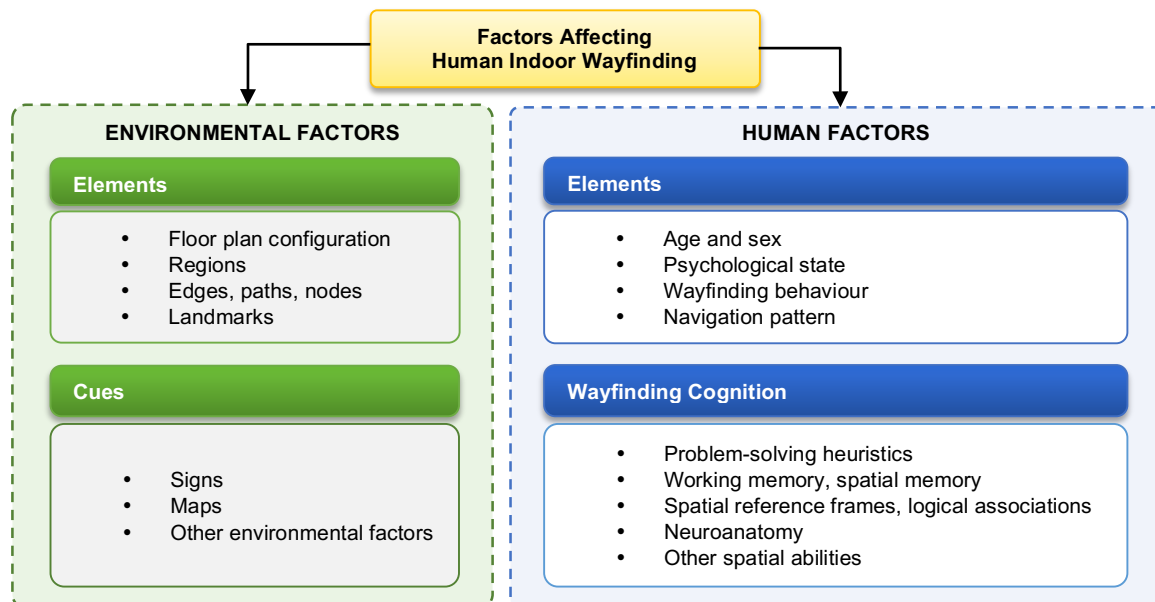 Factors Affecting
Human Indoor Wayfinding
ENVIRONMENTAL FACTORS
Elements
• Floor plan configuration
• Regions
• Edges, paths, nodes
• Landmarks
Cues
• Signs
• Maps
• Other environmental factors
HUMAN FACTORS
Elements
• Age and sex
• Psychological state
• Wayfinding behaviour
• Navigation pattern
Wayfinding Cognition
• Problem-solving heuristics
• Working memory, spatial memory
• Spatial reference frames, logical associations
• Neuroanatomy
• Other spatial abilities